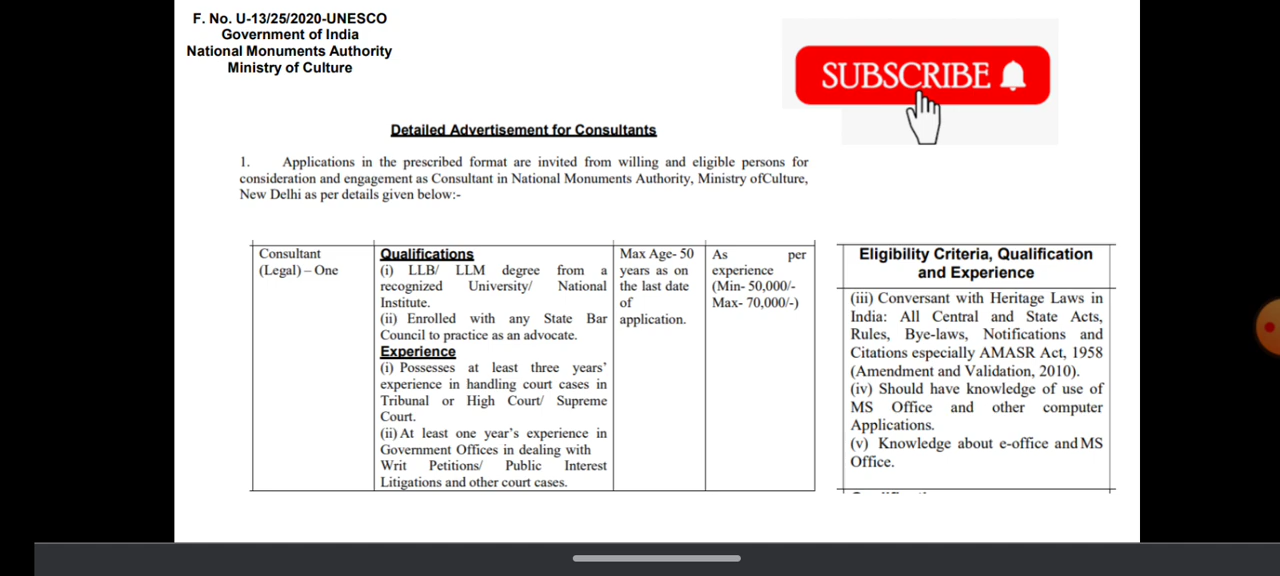 F. No. U-13/25/2020-UNESCO
Government of India
National Monuments Authority
Ministry of Culture
SUBSCRIBE
Detailed Advertisement for Consultants
1. Applications in the prescribed format are invited from willing and eligible persons for
consideration and engagement as Consultant in National Monuments Authority, Ministry ofCulture,
New Delhi as per details given below:-
Consultant
(Legal) – One
Qualifications
(i) LLB/ LLM degree from a
recognized University/ National
Institute.
(ii) Enrolled with any State Bar
Council to practice as an advocate.
Experience
(i) Possesses at least three years'
experience in handling court cases in
Tribunal or High Court/ Supreme
Court.
(ii) At least one year's experience in
Government Offices in dealing with
Writ Petitions/ Public Interest
Litigations and other court cases.
Max Age- 50
years as on
the last date
of
application.
As per
experience
(Min- 50,000/-
Max- 70,000/-)
Eligibility Criteria, Qualification
and Experience
(iii) Conversant with Heritage Laws in
India: All Central and State Acts,
Rules, Bye-laws, Notifications and
Citations especially AMASR Act, 1958
(Amendment and Validation, 2010).
(iv) Should have knowledge of use of
MS Office and other computer
Applications.
(v) Knowledge about e-office and MS
Office.